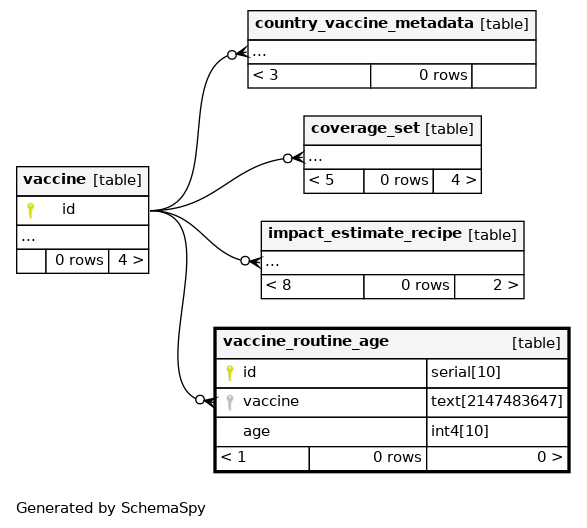 country_vaccine_metadata [table]
...
< 3 0 rows
coverage_set [table]
...
< 5 0 rows 4 >
vaccine [table]
id
...
0 rows 4 >
impact_estimate_recipe [table]
...
< 8 0 rows 2 >
vaccine_routine_age [table]
id serial[10]
vaccine text[2147483647]
age int4[10]
< 1 0 rows 0 >
Generated by SchemaSpy